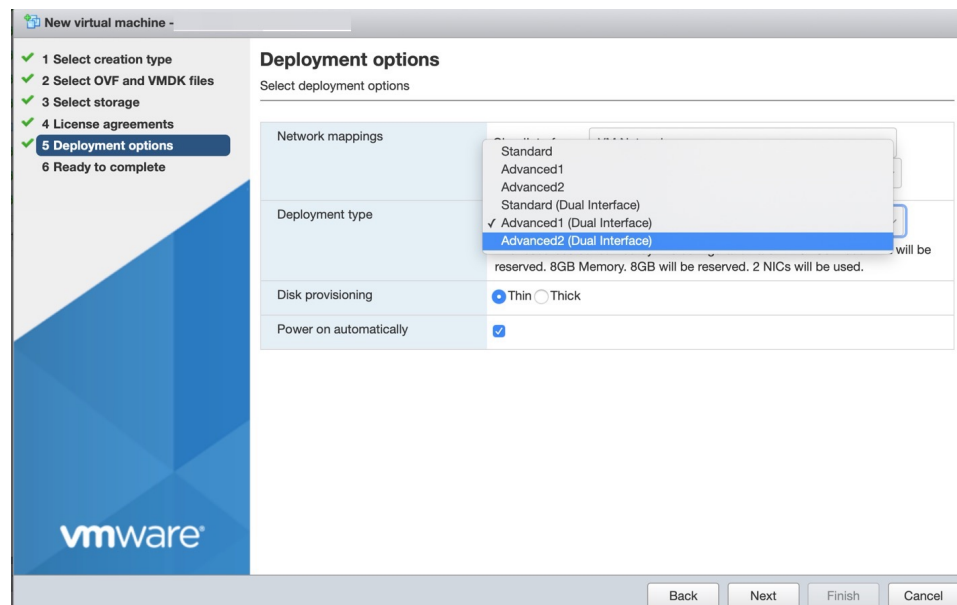 New virtual machine -
1 Select creation type
2 Select OVF and VMDK files
3 Select storage
4 License agreements
5 Deployment options
6 Ready to complete
Deployment options
Select deployment options
Network mappings
Standard
Advanced1
Advanced2
Standard (Dual Interface)
✓ Advanced1 (Dual Interface)
Advanced2 (Dual Interface)
Deployment type
will be
reserved. 8GB Memory. 8GB will be reserved. 2 NICs will be used.
Disk provisioning
Thin Thick
Power on automatically
vmware®
Back Next Finish Cancel